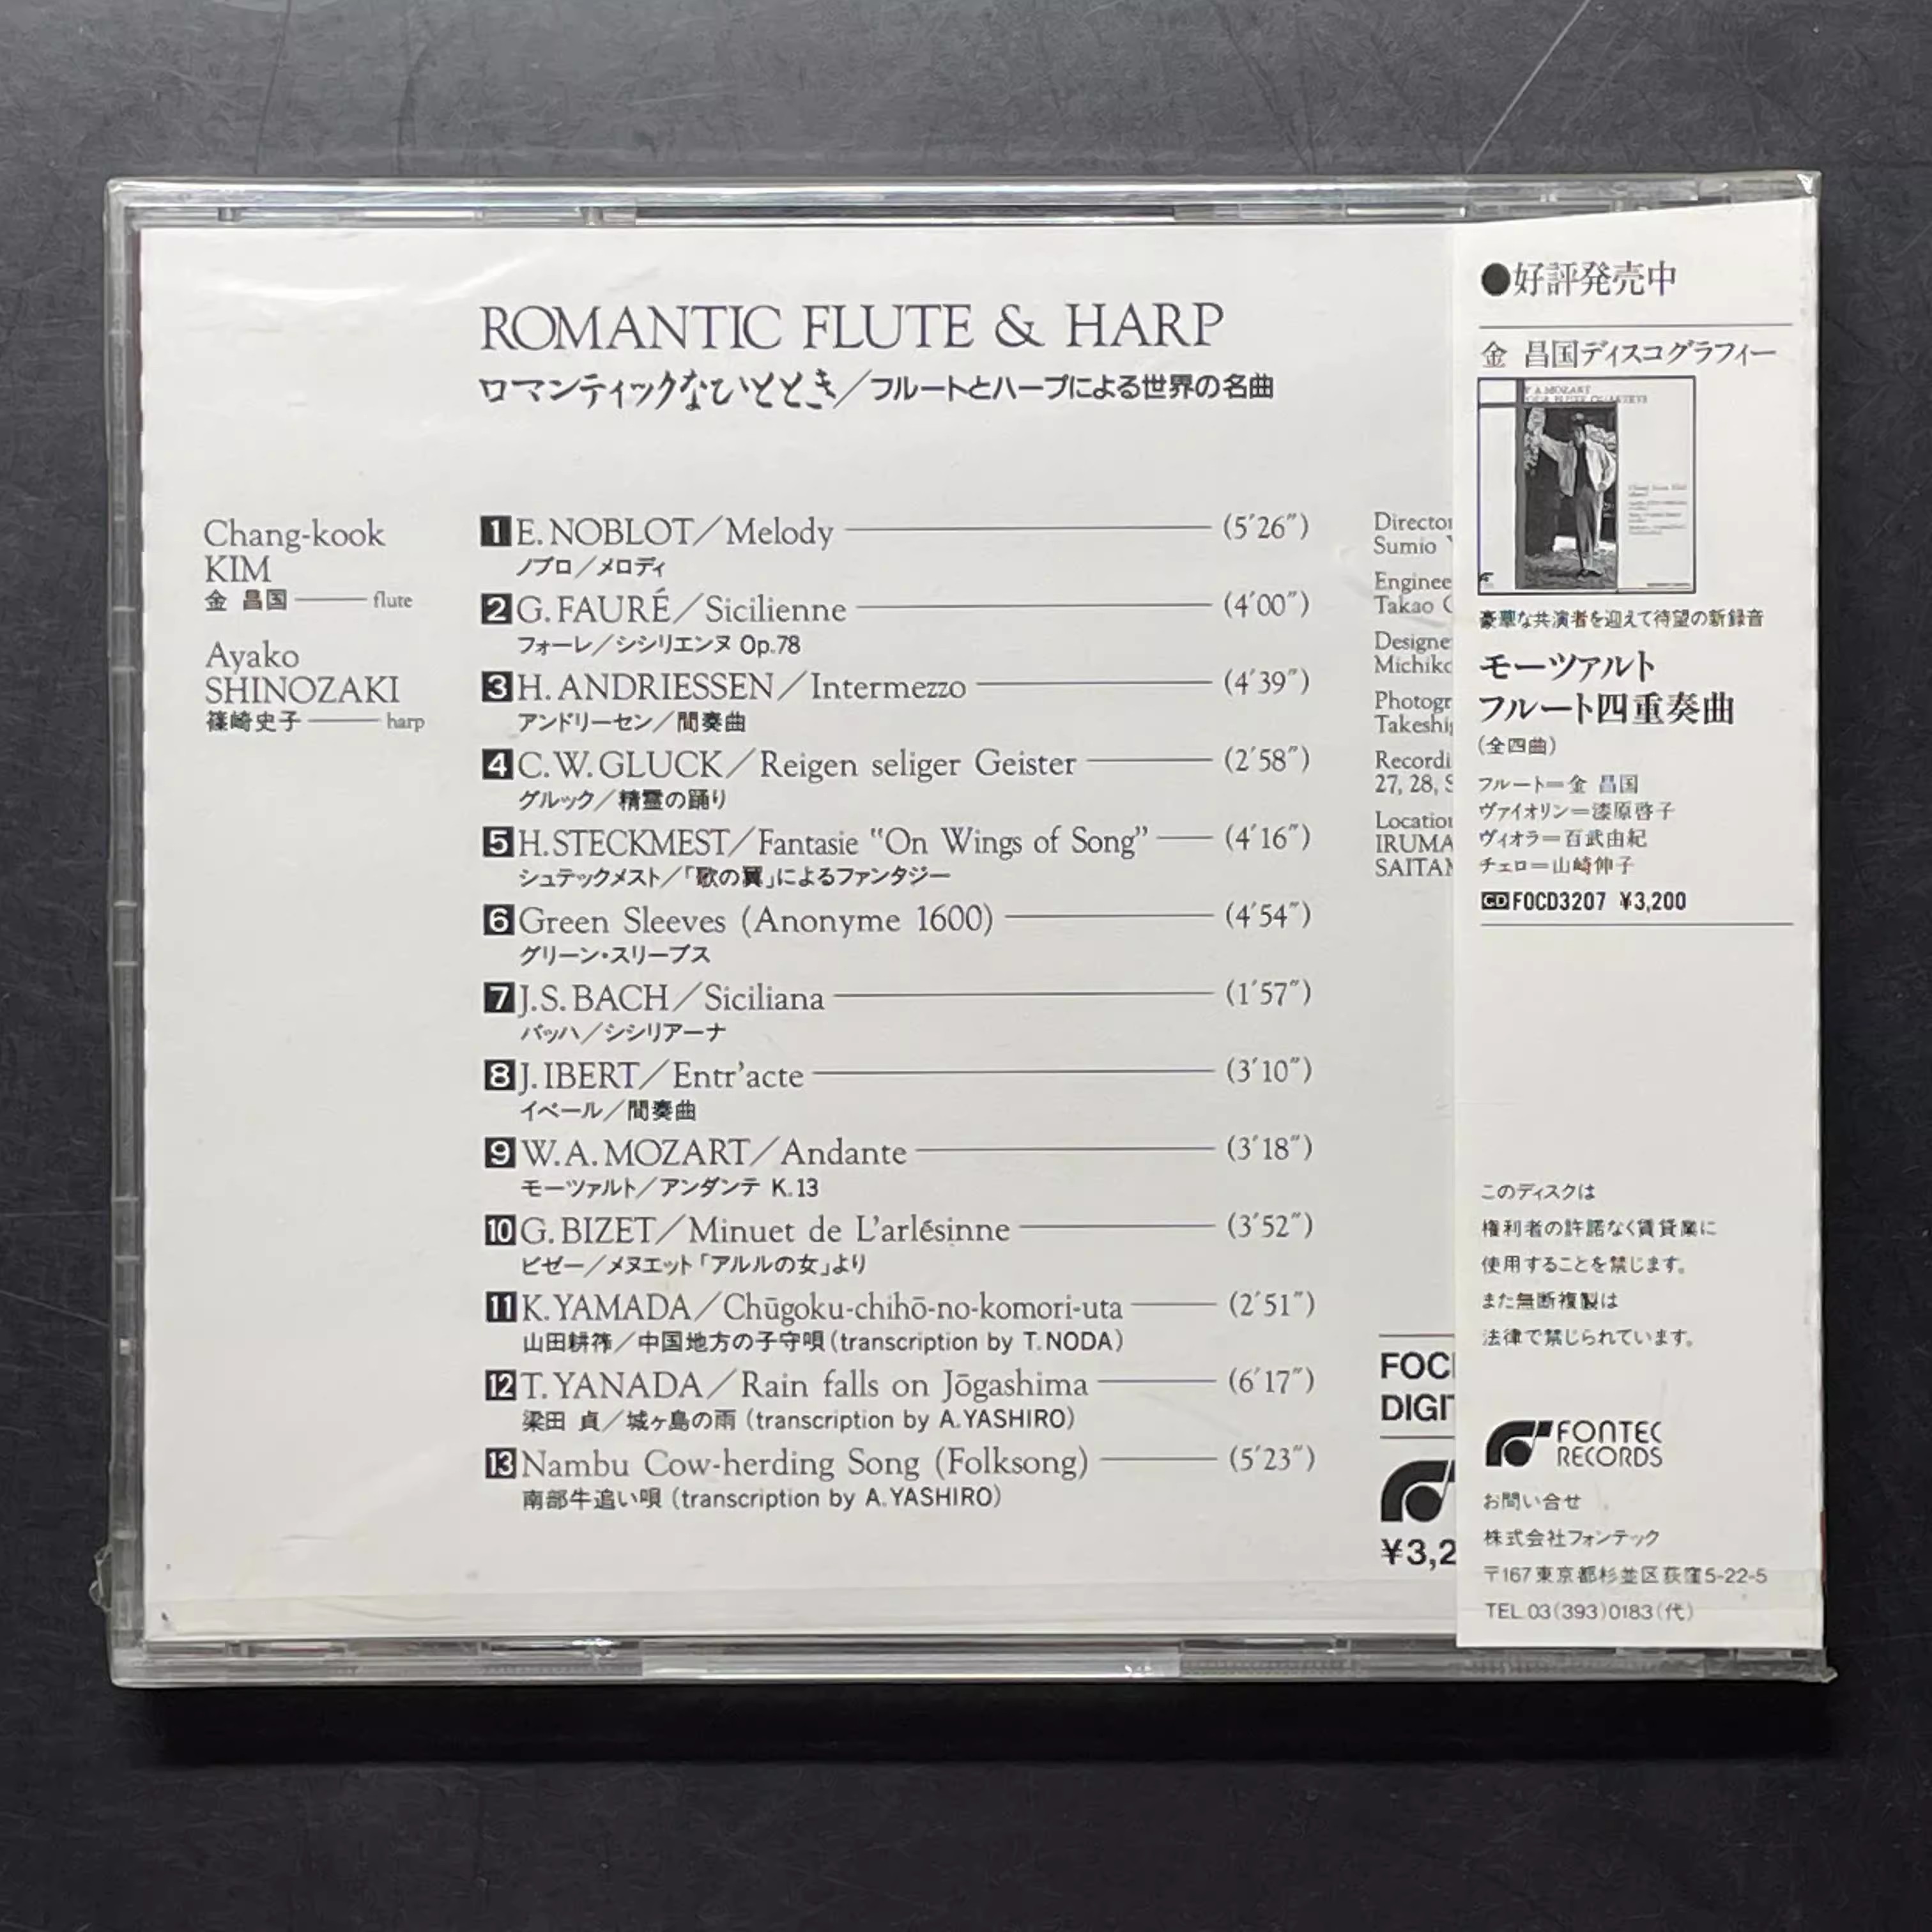 ROMANTIC FLUTE & HARP
ロマンティックなひととき／フルートとハープによる世界の名曲
Chang-kook
KIM
金 昌国 flute
Ayako
SHINOZAKI
篠崎史子 harp
1 E. NOBLOT／Melody (5′26″)
ノブロ／メロディ
2 G. FAURÉ／Sicilienne (4′00″)
フォーレ／シシリエンヌ Op.78
3 H. ANDRIESSEN／Intermezzo (4′39″)
アンドリーセン／間奏曲
4 C. W. GLUCK／Reigen seliger Geister (2′58″)
グルック／精霊の踊り
5 H. STECKMEST／Fantasie “On Wings of Song” (4′16″)
シュテックメスト／「歌の翼」によるファンタジー
6 Green Sleeves (Anonyme 1600) (4′54″)
グリーン・スリーブス
7 J. S. BACH／Siciliana (1′57″)
バッハ／シシリアーナ
8 J. IBERT／Entr’acte (3′10″)
イベール／間奏曲
9 W. A. MOZART／Andante (3′18″)
モーツァルト／アンダンテ K.13
10 G. BIZET／Minuet de L’arlésinne (3′52″)
ビゼー／メヌエット「アルルの女」より
11 K. YAMADA／Chūgoku-chihō-no-komori-uta (2′51″)
山田耕筰／中国地方の子守唄 (transcription by T. NODA)
12 T. YANADA／Rain falls on Jōgashima (6′17″)
梁田 貞／城ヶ島の雨 (transcription by A. YASHIRO)
13 Nambu Cow-herding Song (Folksong) (5′23″)
南部牛追い唄 (transcription by A. YASHIRO)
Director
Sumio
Enginee
Takao
Designe
Michiko
Photogr
Takeshi
Recordi
27, 28, S
Location
IRUMA
SAITAM
FOC
DIGIT
¥3,2
●好評発売中
金 昌国ディスコグラフィー
豪華な共演者を迎えて待望の新録音
モーツァルト
フルート四重奏曲
(全四曲)
フルート＝金 昌国
ヴァイオリン＝漆原啓子
ヴィオラ＝百武由紀
チェロ＝山崎伸子
CD FOCD3207 ¥3,200
このディスクは
権利者の許諾なく賃貸業に
使用することを禁じます。
また無断複製は
法律で禁じられています。
FONTEC
RECORDS
お問い合せ
株式会社フォンテック
〒167 東京都杉並区荻窪5-22-5
TEL 03(393)0183(代)